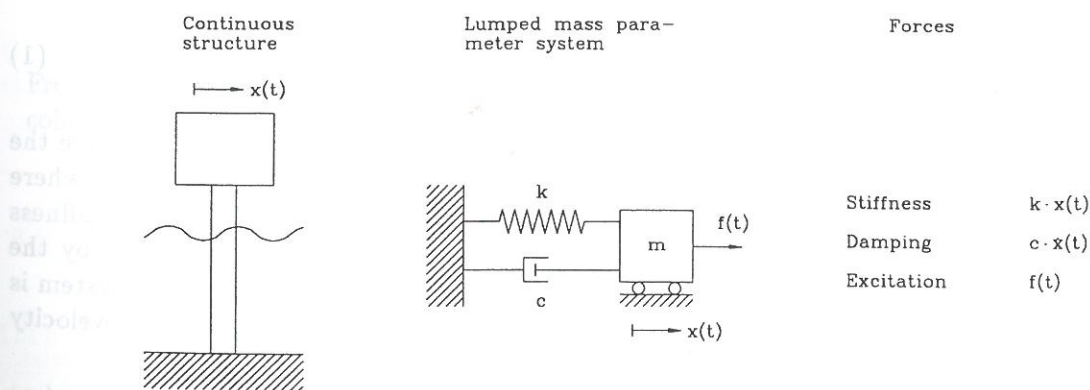 Continuous
structure
Lumped mass para-
meter system
Forces
x(t)
k
m
f(t)
c
x(t)
Stiffness k · x(t)
Damping c · ẋ(t)
Excitation f(t)